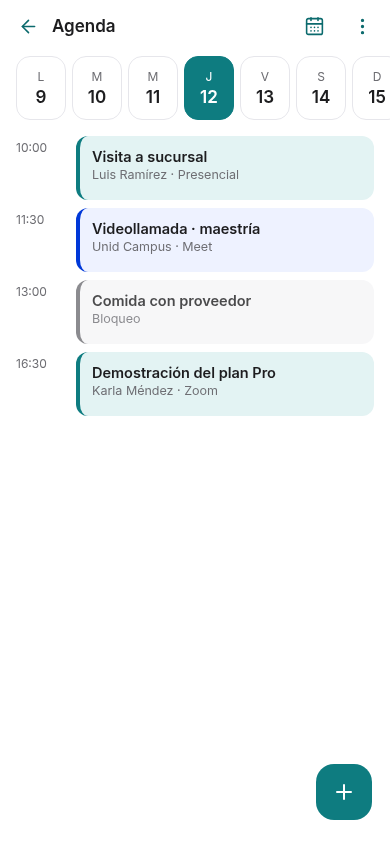 Agenda
L
9
M
10
M
11
J
12
V
13
S
14
D
15
10:00
Visita a sucursal
Luis Ramírez · Presencial
11:30
Videollamada · maestría
Unid Campus · Meet
13:00
Comida con proveedor
Bloqueo
16:30
Demostración del plan Pro
Karla Méndez · Zoom